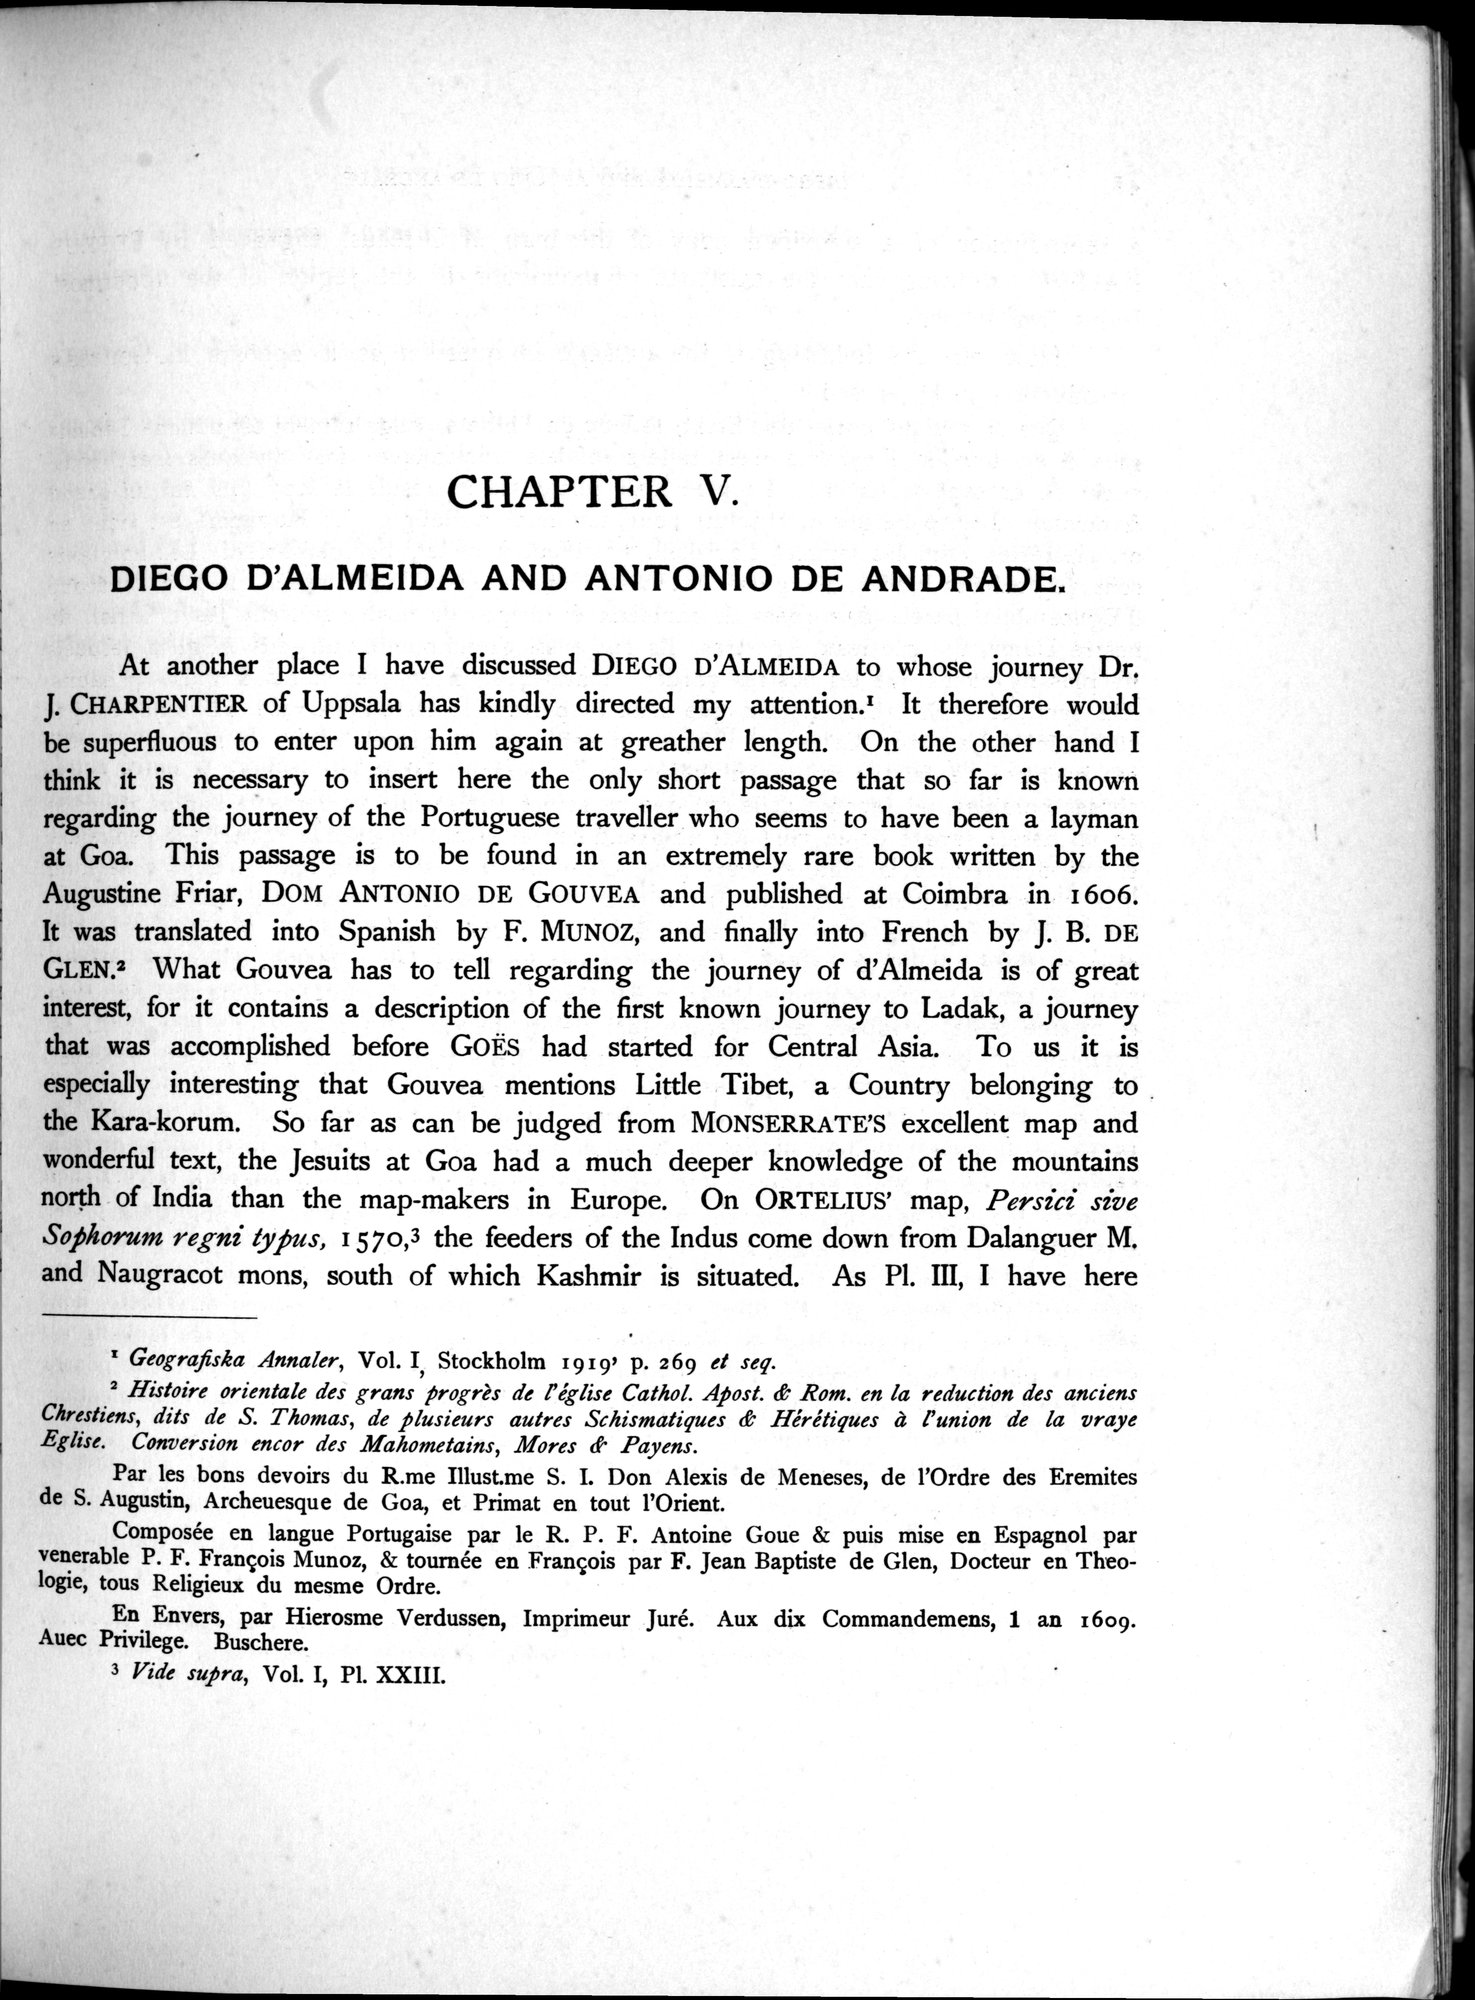 CHAPTER V.
DIEGO D'ALMEIDA AND ANTONIO DE ANDRADE.
At another place I have discussed DIEGO D'ALMEIDA to whose journey Dr.
J. CHARPENTIER of Uppsala has kindly directed my attention.¹ It therefore would
be superfluous to enter upon him again at greather length. On the other hand I
think it is necessary to insert here the only short passage that so far is known
regarding the journey of the Portuguese traveller who seems to have been a layman
at Goa. This passage is to be found in an extremely rare book written by the
Augustine Friar, DOM ANTONIO DE GOUVEA and published at Coimbra in 1606.
It was translated into Spanish by F. MUNOZ, and finally into French by J. B. DE
GLEN.² What Gouvea has to tell regarding the journey of d'Almeida is of great
interest, for it contains a description of the first known journey to Ladak, a journey
that was accomplished before GOËS had started for Central Asia. To us it is
especially interesting that Gouvea mentions Little Tibet, a Country belonging to
the Kara-korum. So far as can be judged from MONSERRATE'S excellent map and
wonderful text, the Jesuits at Goa had a much deeper knowledge of the mountains
north of India than the map-makers in Europe. On ORTELIUS' map, Persici sive
Sophorum regni typus, 1570,³ the feeders of the Indus come down from Dalanguer M.
and Naugracot mons, south of which Kashmir is situated. As Pl. III, I have here
¹ Geografiska Annaler, Vol. I, Stockholm 1919, p. 269 et seq.
² Histoire orientale des grans progrès de l'église Cathol. Apost. & Rom. en la reduction des anciens
Chrestiens, dits de S. Thomas, de plusieurs autres Schismatiques & Hérétiques à l'union de la vraye
Eglise. Conversion encor des Mahometains, Mores & Payens.
Par les bons devoirs du R.me Illust.me S. I. Don Alexis de Meneses, de l'Ordre des Eremites
de S. Augustin, Archeuesque de Goa, et Primat en tout l'Orient.
Composée en langue Portugaise par le R. P. F. Antoine Goue & puis mise en Espagnol par
venerable P. F. François Munoz, & tournée en François par F. Jean Baptiste de Glen, Docteur en Theo-
logie, tous Religieux du mesme Ordre.
En Envers, par Hierosme Verdussen, Imprimeur Juré. Aux dix Commandemens, 1 an 1609.
Auec Privilege. Buschere.
³ Vide supra, Vol. I, Pl. XXIII.